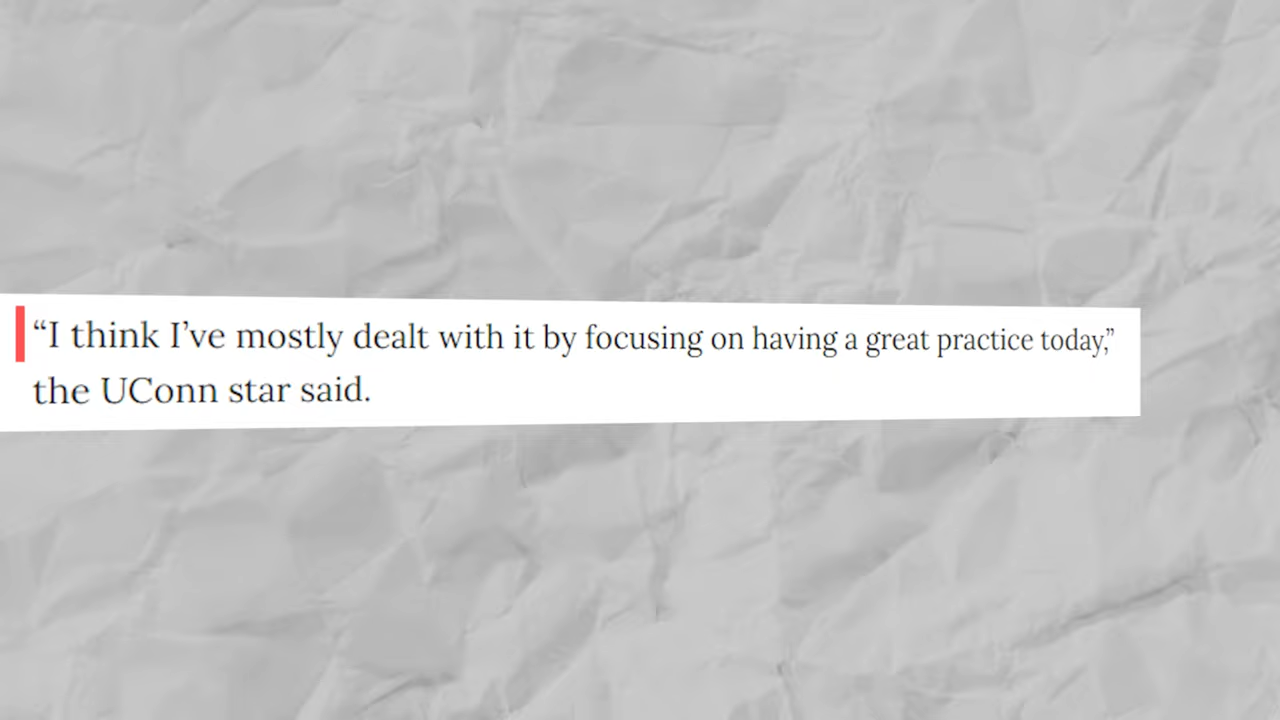 “I think I’ve mostly dealt with it by focusing on having a great practice today,”
the UConn star said.